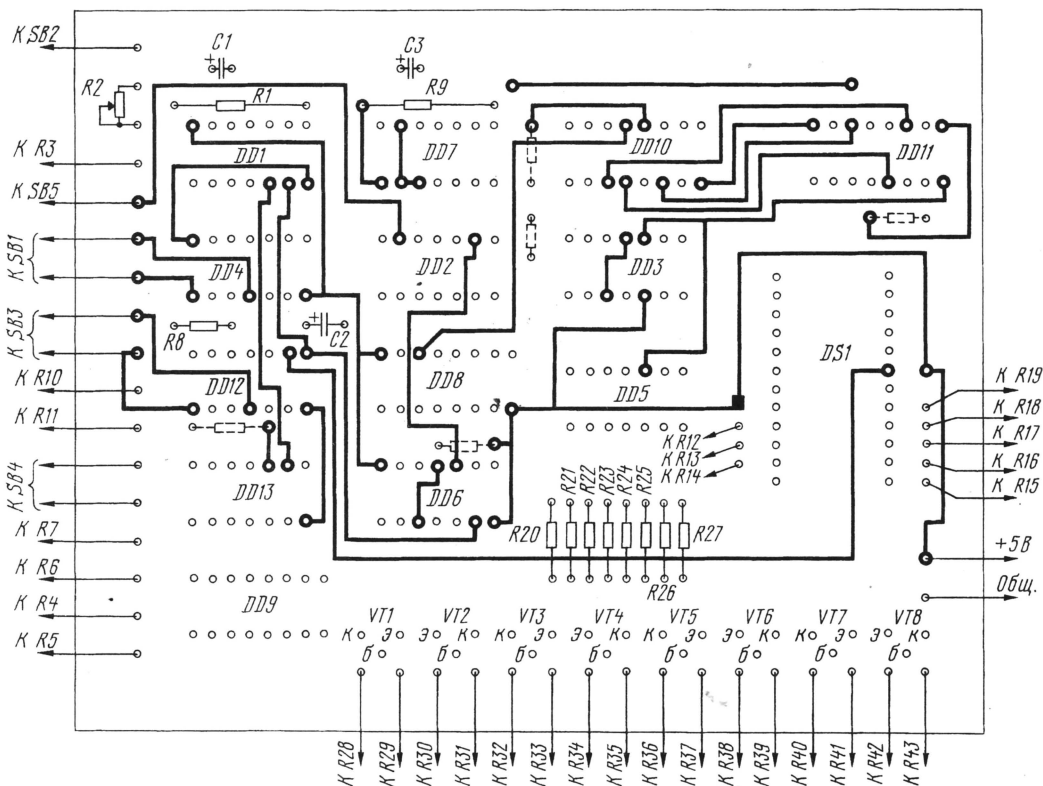 К SB2
C1
C3
R2
R1
R9
К R3
DD1
DD7
DD10
DD11
К SB5
К SB1
DD4
DD2
DD3
К SB3
R8
C2
DS1
К R10
DD12
DD8
DD5
К R19
К R11
К R18
К R12
К R17
К R13
К R16
К R14
К R15
К SB4
DD13
DD6
R21
R22
R23
R24
R25
К R7
R20
R27
+5В
К R6
R26
Общ.
DD9
К R4
VT1
VT2
VT3
VT4
VT5
VT6
VT7
VT8
К R5
К Э Э К К Э Э К К Э Э К К Э Э К
б б б б б б б б
К R28
К R29
К R30
К R31
К R32
К R33
К R34
К R35
К R36
К R37
К R38
К R39
К R40
К R41
К R42
К R43